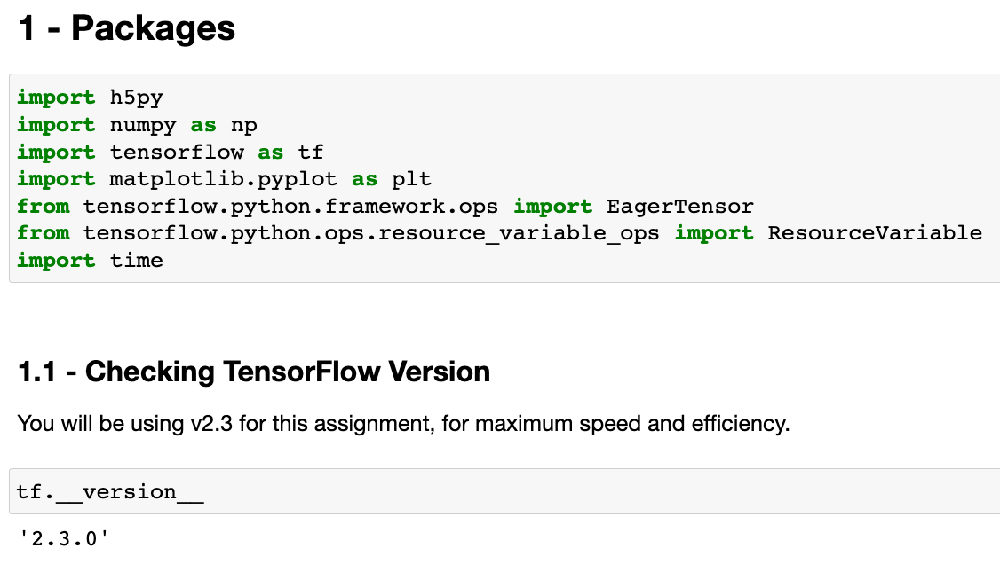 1 - Packages
import h5py
import numpy as np
import tensorflow as tf
import matplotlib.pyplot as plt
from tensorflow.python.framework.ops import EagerTensor
from tensorflow.python.ops.resource_variable_ops import ResourceVariable
import time
1.1 - Checking TensorFlow Version
You will be using v2.3 for this assignment, for maximum speed and efficiency.
tf.__version__
'2.3.0'